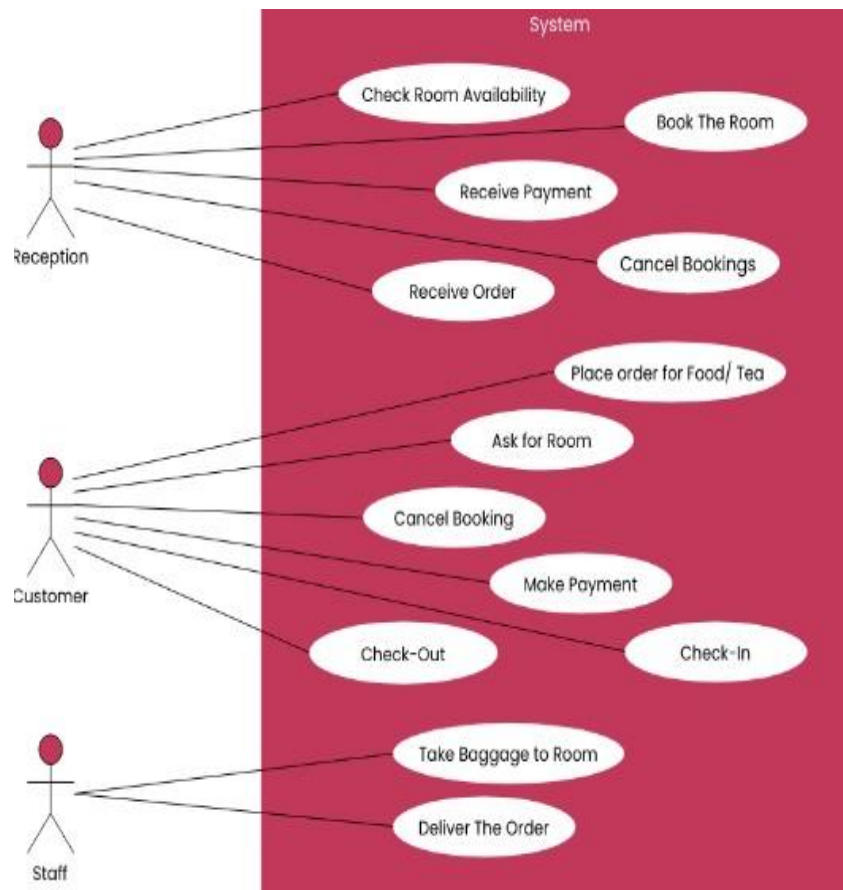 System
Check Room Availability
Book The Room
Receive Payment
Reception
Cancel Bookings
Receive Order
Place order for Food/ Tea
Ask for Room
Cancel Booking
Make Payment
Customer
Check-Out
Check-In
Take Baggage to Room
Deliver The Order
Staff